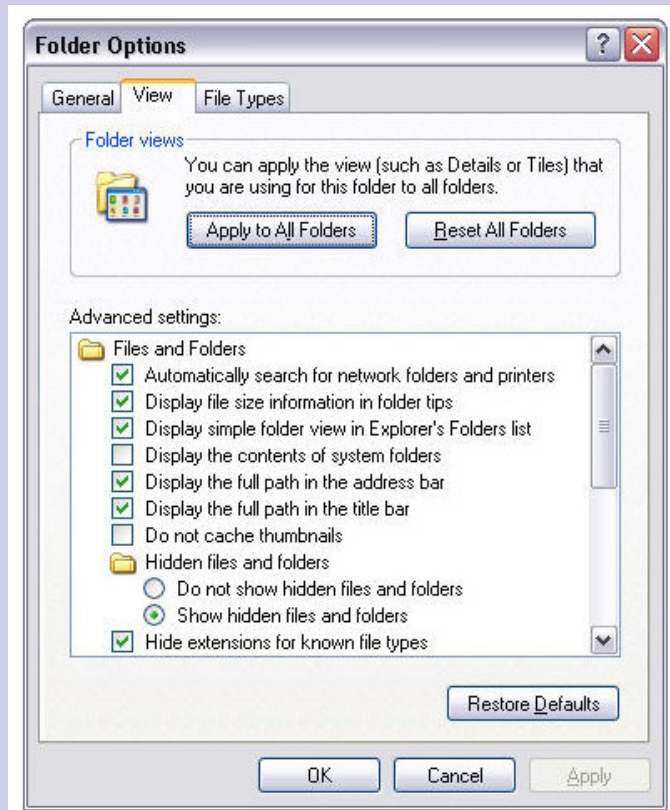 Folder Options
General View File Types
Folder views
You can apply the view (such as Details or Tiles) that
you are using for this folder to all folders.
Apply to All Folders Reset All Folders
Advanced settings:
Files and Folders
Automatically search for network folders and printers
Display file size information in folder tips
Display simple folder view in Explorer's Folders list
Display the contents of system folders
Display the full path in the address bar
Display the full path in the title bar
Do not cache thumbnails
Hidden files and folders
Do not show hidden files and folders
Show hidden files and folders
Hide extensions for known file types
Restore Defaults
OK Cancel Apply